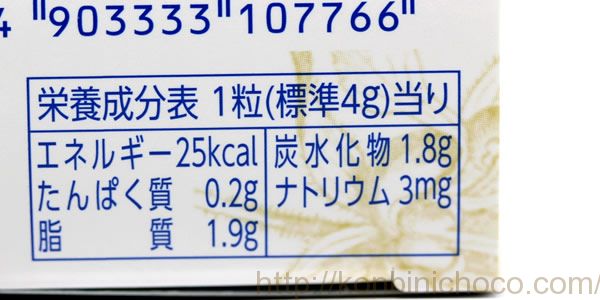 4 903333 107766
栄養成分表 1粒(標準4g)当り
エネルギー25kcal
たんぱく質 0.2g
脂質 1.9g
炭水化物 1.8g
ナトリウム 3mg
http://konbinichoco.com/